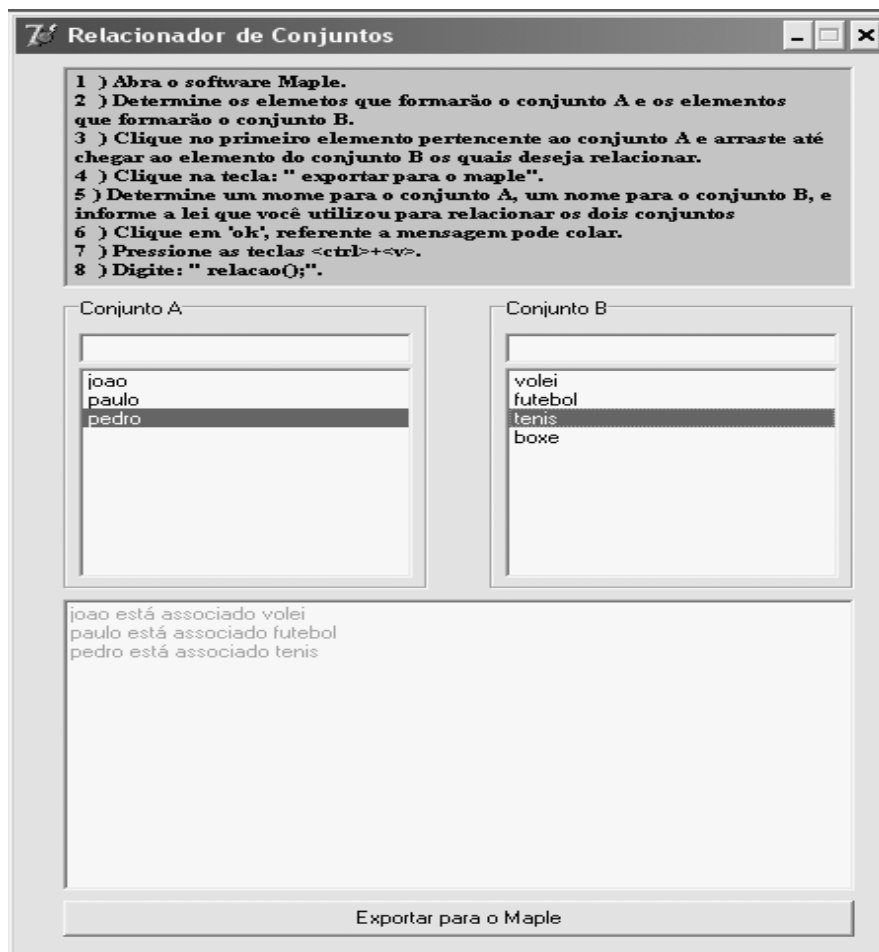 Relacionador de Conjuntos
1 ) Abra o software Maple.
2 ) Determine os elemetos que formarão o conjunto A e os elementos
que formarão o conjunto B.
3 ) Clique no primeiro elemento pertencente ao conjunto A e arraste até
chegar ao elemento do conjunto B os quais deseja relacionar.
4 ) Clique na tecla: " exportar para o maple".
5 ) Determine um mome para o conjunto A, um nome para o conjunto B, e
informe a lei que você utilizou para relacionar os dois conjuntos
6 ) Clique em 'ok', referente a mensagem pode colar.
7 ) Pressione as teclas <ctrl>+<v>.
8 ) Digite: " relacao();".
Conjunto A
joao
paulo
pedro
Conjunto B
volei
futebol
tenis
boxe
joao está associado volei
paulo está associado futebol
pedro está associado tenis
Exportar para o Maple